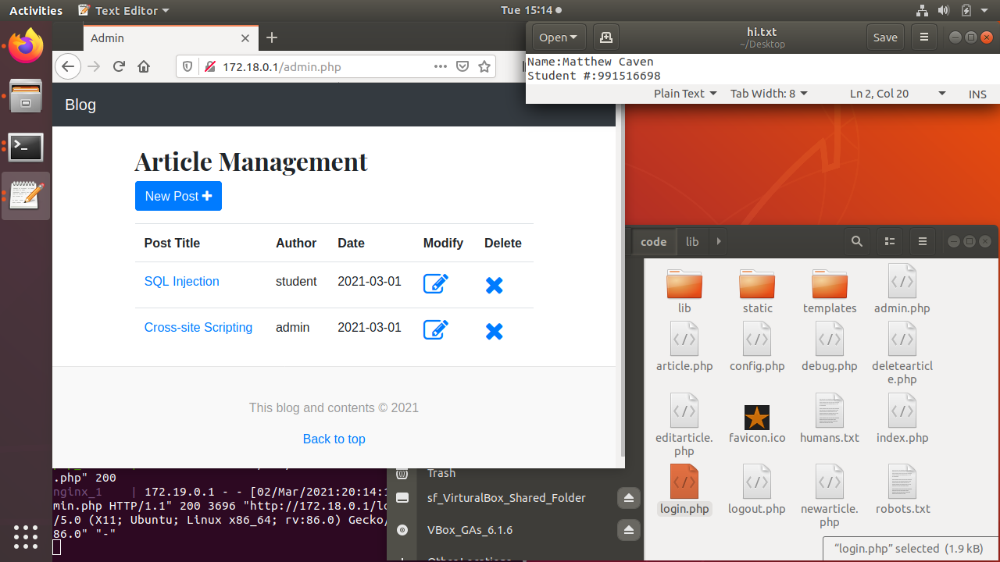 Activities
Text Editor
Tue 15:14
Admin
172.18.0.1/admin.php
Open
hi.txt
~/Desktop
Save
Name:Matthew Caven
Student #:991516698
Plain Text
Tab Width: 8
Ln 2, Col 20
INS
Blog
Article Management
New Post
Post Title Author Date Modify Delete
SQL Injection student 2021-03-01
Cross-site Scripting admin 2021-03-01
This blog and contents © 2021
Back to top
code
lib
lib static templates admin.php
article.php config.php debug.php deletearticl
e.php
editarticle. favicon.ico humans.txt index.php
php
login.php logout.php newarticle. robots.txt
php
"login.php" selected (1.9 kB)
.php" 200
nginx_1 | 172.19.0.1 - - [02/Mar/2021:20:14:1
min.php HTTP/1.1" 200 3696 "http://172.18.0.1/lo
/5.0 (X11; Ubuntu; Linux x86_64; rv:86.0) Gecko/
86.0" "-"
Trash
sf_VirturalBox_Shared_Folder
VBox_GAs_6.1.6
Other Locations